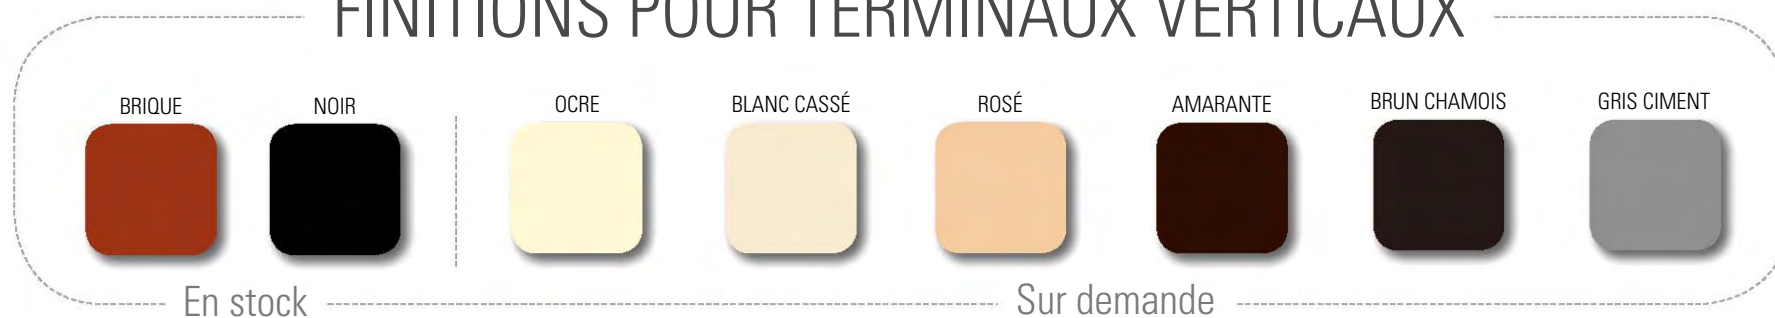 FINITIONS POUR TERMINAUX VERTICAUX
BRIQUE NOIR OCRE BLANC CASSÉ ROSÉ AMARANTE BRUN CHAMOIS GRIS CIMENT
En stock Sur demande